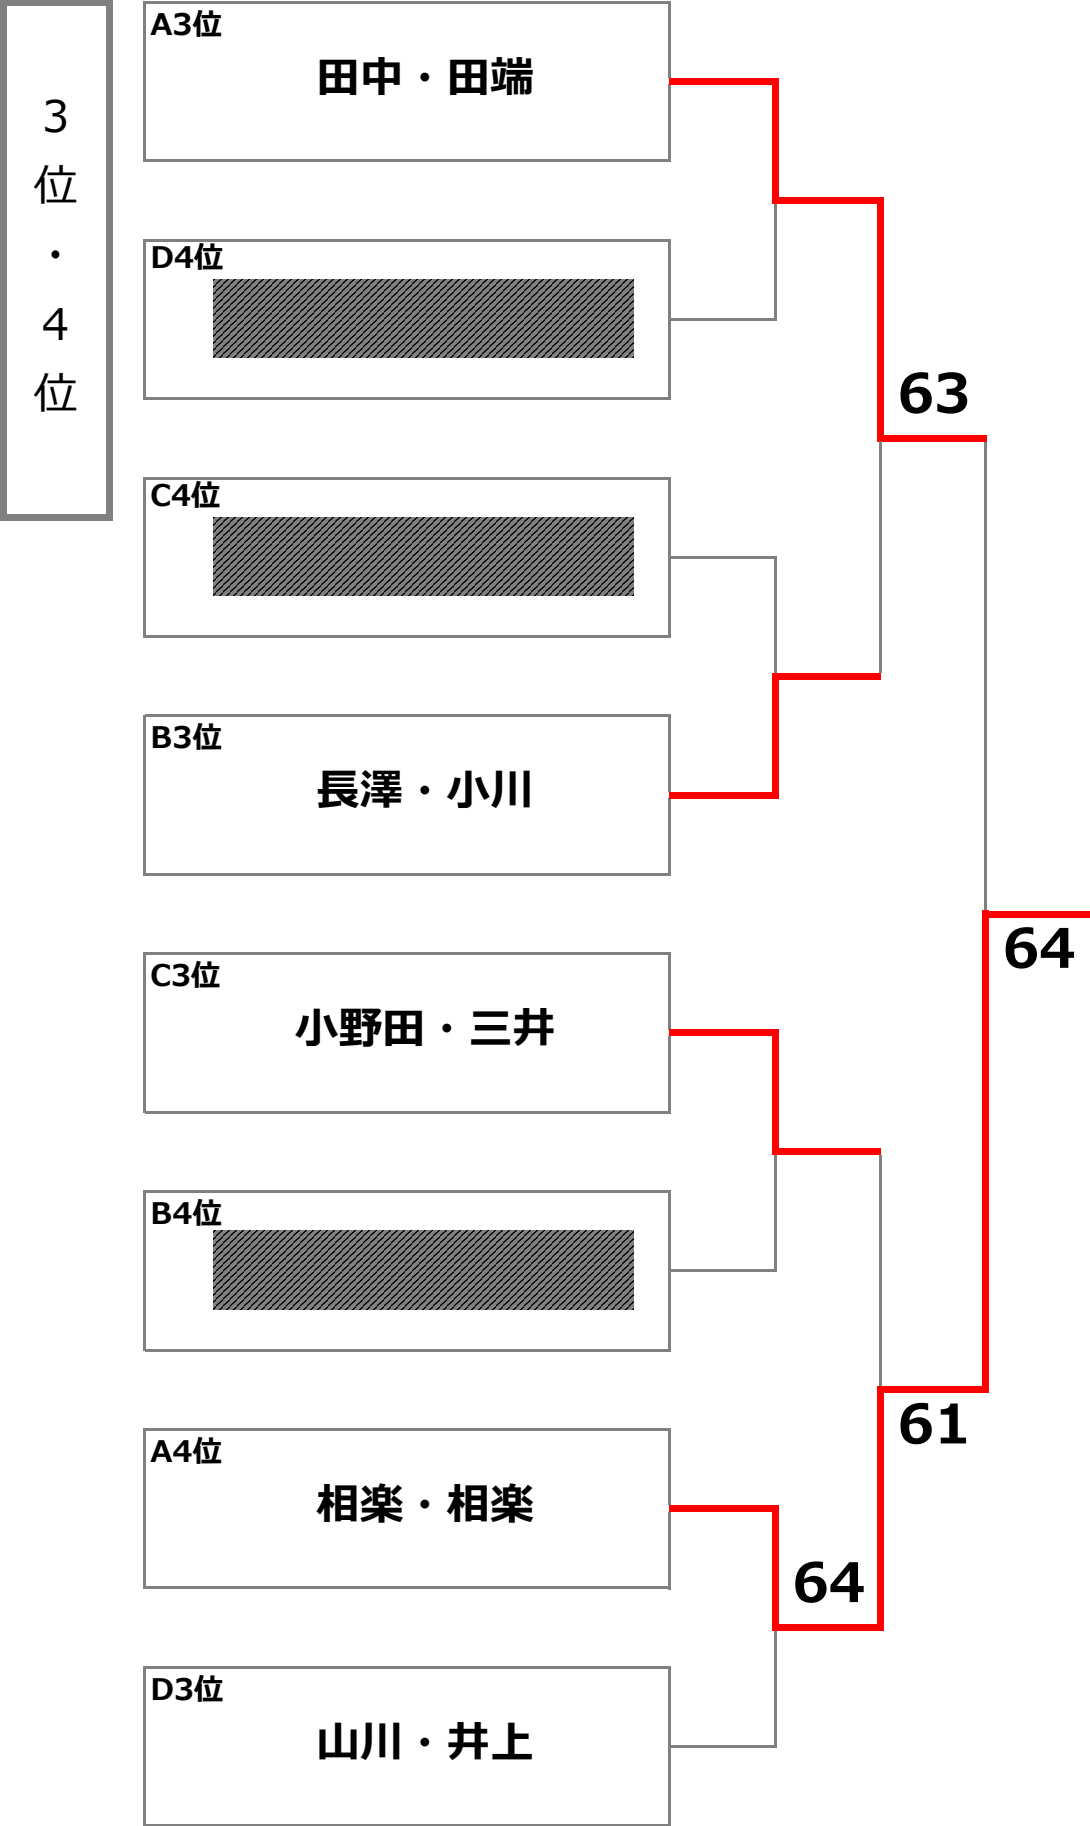 3位・4位
A3位
田中・田端
D4位
C4位
63
B3位
長澤・小川
64
C3位
小野田・三井
B4位
61
A4位
相楽・相楽
64
D3位
山川・井上